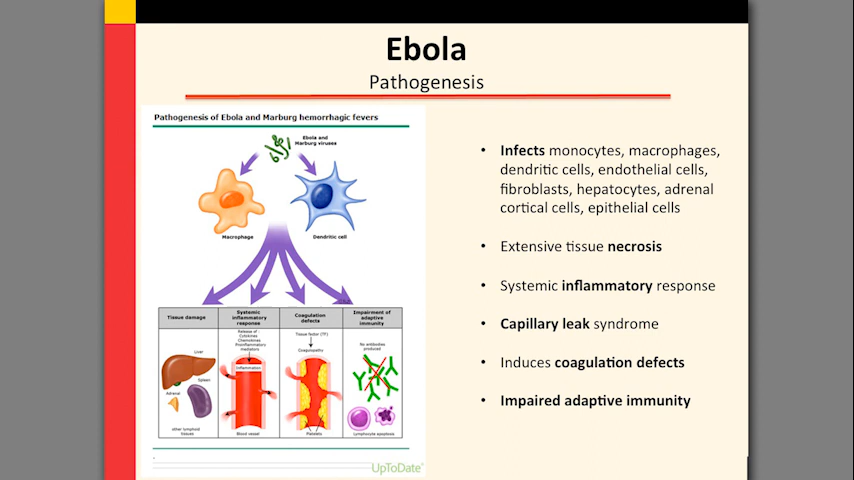 Ebola
Pathogenesis
Pathogenesis of Ebola and Marburg hemorrhagic fevers
Ebola and
Marburg viruses
Macrophage
Dendritic cell
Tissue damage
Systemic
inflammatory
response
Coagulation
defects
Impairment of
adaptive
immunity
Release of -
Cytokines
Chemokines
Proinflammatory
mediators
Inflammation
Tissue factor (TF)
Coagulopathy
No antibodies
produced
Liver
Spleen
Adrenal
other lymphoid
tissues
Blood vessel
Platelets
Lymphocyte apoptosis
UpToDate®
• Infects monocytes, macrophages,
dendritic cells, endothelial cells,
fibroblasts, hepatocytes, adrenal
cortical cells, epithelial cells
• Extensive tissue necrosis
• Systemic inflammatory response
• Capillary leak syndrome
• Induces coagulation defects
• Impaired adaptive immunity